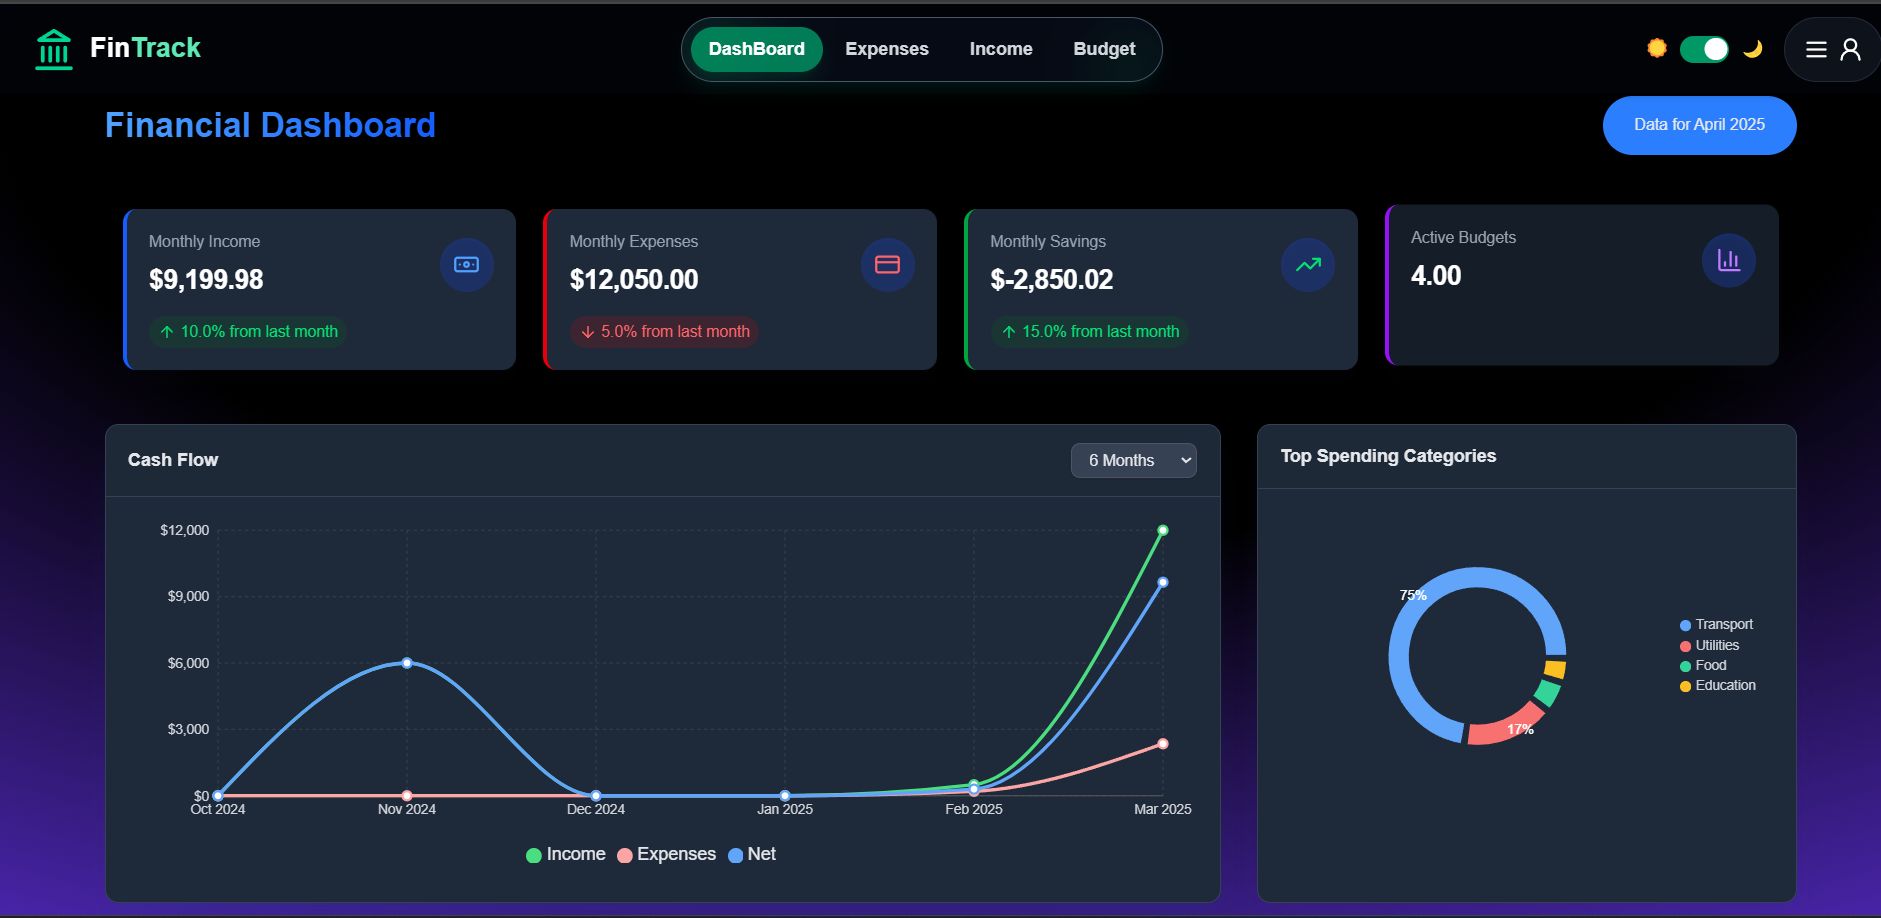 FinTrack
DashBoard Expenses Income Budget
Financial Dashboard
Data for April 2025
Monthly Income
$9,199.98
10.0% from last month
Monthly Expenses
$12,050.00
5.0% from last month
Monthly Savings
$-2,850.02
15.0% from last month
Active Budgets
4.00
Cash Flow
6 Months
$12,000
$9,000
$6,000
$3,000
$0
Oct 2024 Nov 2024 Dec 2024 Jan 2025 Feb 2025 Mar 2025
Income Expenses Net
Top Spending Categories
75%
17%
Transport
Utilities
Food
Education